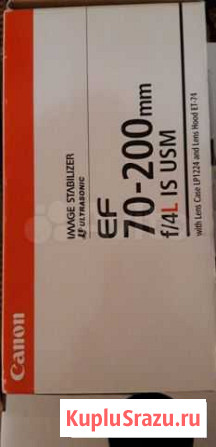 Canon
IMAGE STABILIZER
ULTRASONIC
EF
70-200mm
f/4L IS USM
with Lens Case LP1224 and Lens Hood ET-74
KupluSrazu.ru